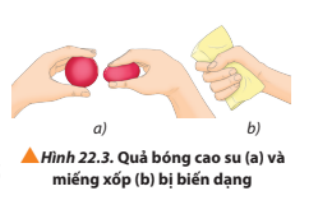 a)
b)
Hình 22.3. Quả bóng cao su (a) và
miếng xốp (b) bị biến dạng